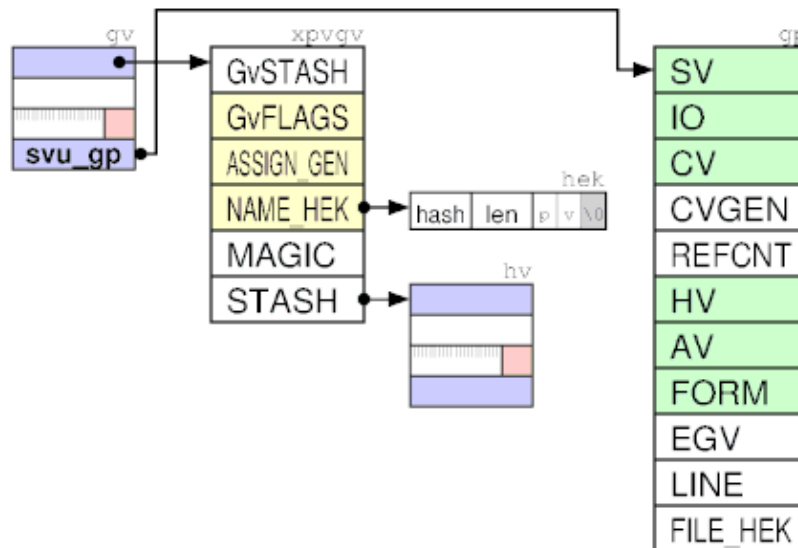 gv
svu_gp
xpvgv
GvSTASH
GvFLAGS
ASSIGN_GEN
NAME_HEK
MAGIC
STASH
hek
hash len p v \0
hv
gp
SV
IO
CV
CVGEN
REFCNT
HV
AV
FORM
EGV
LINE
FILE_HEK